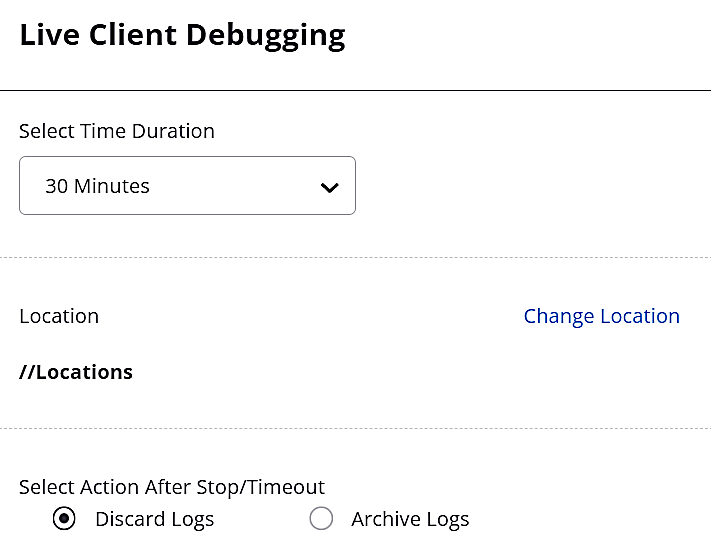 Live Client Debugging
Select Time Duration
30 Minutes
Location
Change Location
//Locations
Select Action After Stop/Timeout
Discard Logs
Archive Logs